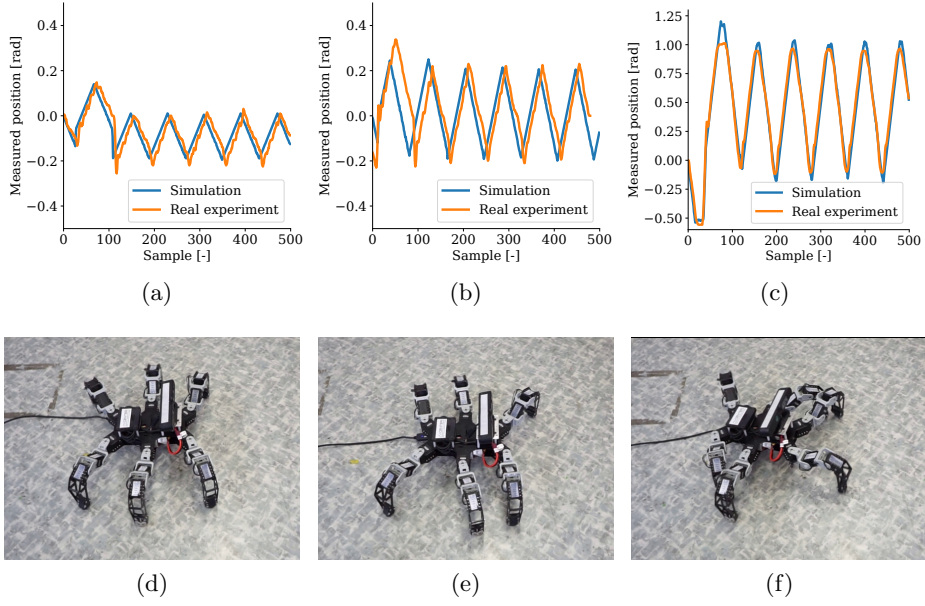 0.4
0.2
0.0
−0.2
−0.4
Measured position [rad]
Simulation
Real experiment
0 100 200 300 400 500
Sample [-]
(a)
0.4
0.2
0.0
−0.2
−0.4
Measured position [rad]
Simulation
Real experiment
0 100 200 300 400 500
Sample [-]
(b)
1.25
1.00
0.75
0.50
0.25
0.00
−0.25
−0.50
Measured position [rad]
Simulation
Real experiment
0 100 200 300 400 500
Sample [-]
(c)
(d)
(e)
(f)